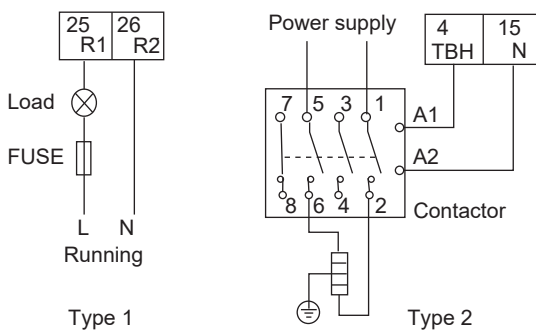 25 26
R1 R2
Load
FUSE
L N
Running
Type 1
Power supply
4 15
TBH N
7 5 3 1
A1
A2
8 6 4 2
Contactor
Type 2